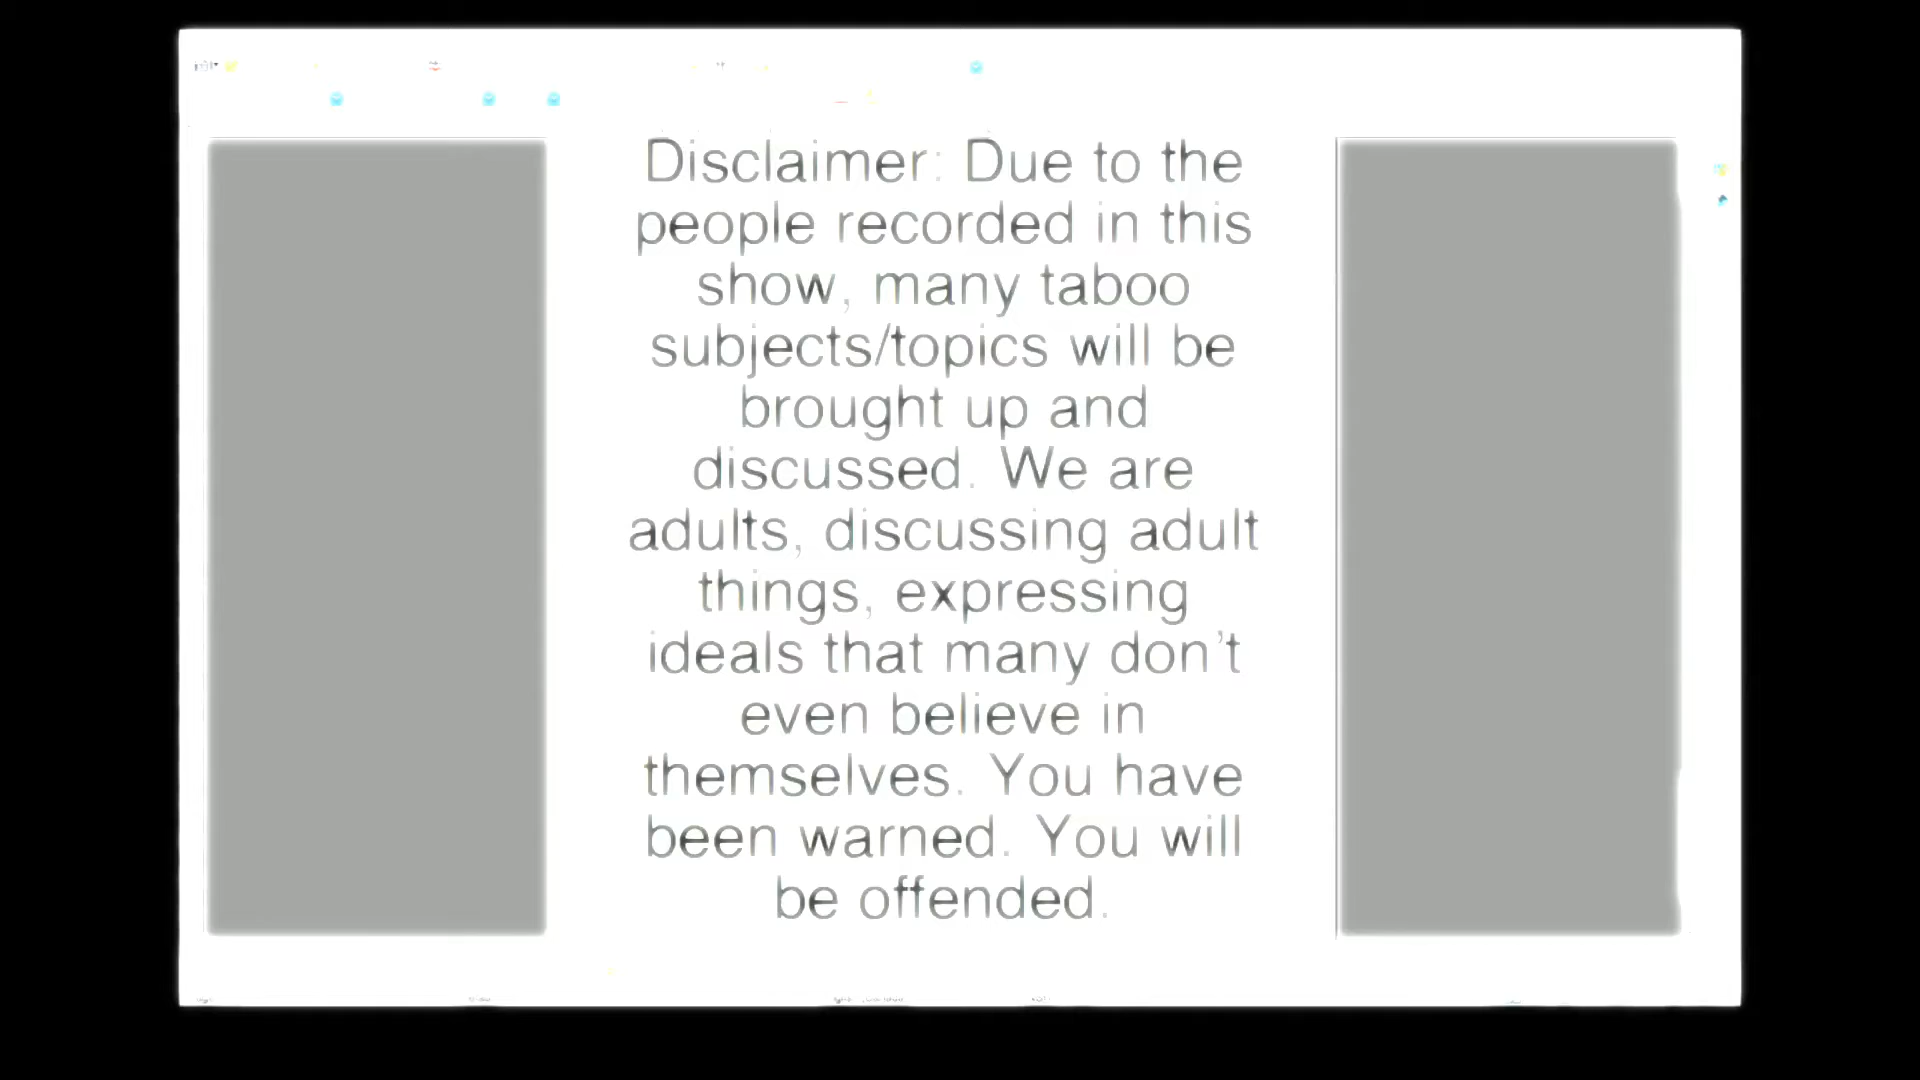 Disclaimer: Due to the
people recorded in this
show, many taboo
subjects/topics will be
brought up and
discussed. We are
adults, discussing adult
things, expressing
ideals that many don't
even believe in
themselves. You have
been warned. You will
be offended.